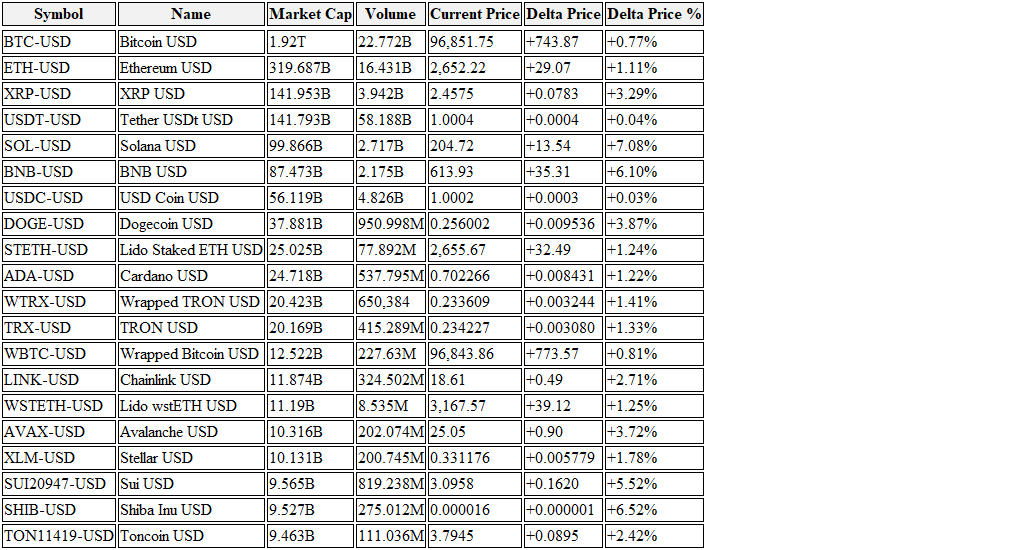 Symbol Name Market Cap Volume Current Price Delta Price Delta Price %
BTC-USD Bitcoin USD 1.92T 22.772B 96,851.75 +743.87 +0.77%
ETH-USD Ethereum USD 319.687B 16.431B 2,652.22 +29.07 +1.11%
XRP-USD XRP USD 141.953B 3.942B 2.4575 +0.0783 +3.29%
USDT-USD Tether USDt USD 141.793B 58.188B 1.0004 +0.0004 +0.04%
SOL-USD Solana USD 99.866B 2.717B 204.72 +13.54 +7.08%
BNB-USD BNB USD 87.473B 2.175B 613.93 +35.31 +6.10%
USDC-USD USD Coin USD 56.119B 4.826B 1.0002 +0.0003 +0.03%
DOGE-USD Dogecoin USD 37.881B 950.998M 0.256002 +0.009536 +3.87%
STETH-USD Lido Staked ETH USD 25.025B 77.892M 2,655.67 +32.49 +1.24%
ADA-USD Cardano USD 24.718B 537.795M 0.702266 +0.008431 +1.22%
WTRX-USD Wrapped TRON USD 20.423B 650,384 0.233609 +0.003244 +1.41%
TRX-USD TRON USD 20.169B 415.289M 0.234227 +0.003080 +1.33%
WBTC-USD Wrapped Bitcoin USD 12.522B 227.63M 96,843.86 +773.57 +0.81%
LINK-USD Chainlink USD 11.874B 324.502M 18.61 +0.49 +2.71%
WSTETH-USD Lido wstETH USD 11.19B 8.535M 3,167.57 +39.12 +1.25%
AVAX-USD Avalanche USD 10.316B 202.074M 25.05 +0.90 +3.72%
XLM-USD Stellar USD 10.131B 200.745M 0.331176 +0.005779 +1.78%
SUI20947-USD Sui USD 9.565B 819.238M 3.0958 +0.1620 +5.52%
SHIB-USD Shiba Inu USD 9.527B 275.012M 0.000016 +0.000001 +6.52%
TON11419-USD Toncoin USD 9.463B 111.036M 3.7945 +0.0895 +2.42%